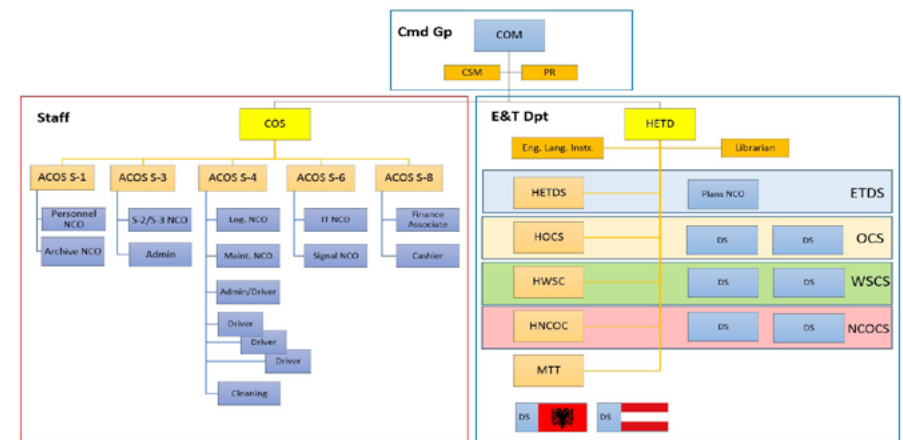 Cmd Gp
COM
CSM
PR
Staff
COS
ACOS S-1
ACOS S-3
ACOS S-4
ACOS S-6
ACOS S-8
Personnel
NCO
Archive NCO
S-2/S-3 NCO
Admin
Log. NCO
Maint. NCO
Admin/Driver
Driver
Driver
Driver
Cleaning
IT NCO
Signal NCO
Finance
Associate
Cashier
E&T Dpt
HETD
Eng. Lang. Instr.
Librarian
HETDS
Plans NCO
ETDS
HOCS
DS
DS
OCS
HWSC
DS
DS
WSCS
HNCOC
DS
DS
NCOCS
MTT
DS
DS